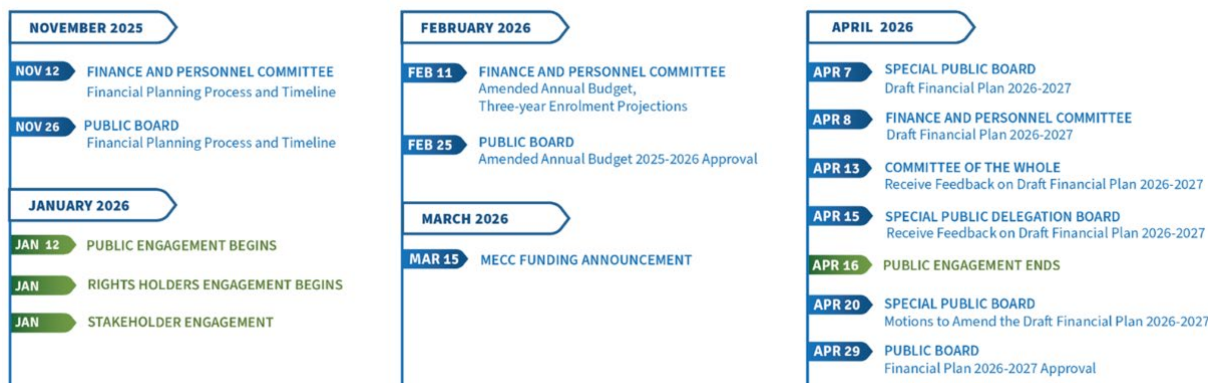 NOVEMBER 2025
NOV 12
FINANCE AND PERSONNEL COMMITTEE
Financial Planning Process and Timeline
NOV 26
PUBLIC BOARD
Financial Planning Process and Timeline
JANUARY 2026
JAN 12
PUBLIC ENGAGEMENT BEGINS
JAN
RIGHTS HOLDERS ENGAGEMENT BEGINS
JAN
STAKEHOLDER ENGAGEMENT
FEBRUARY 2026
FEB 11
FINANCE AND PERSONNEL COMMITTEE
Amended Annual Budget,
Three-year Enrolment Projections
FEB 25
PUBLIC BOARD
Amended Annual Budget 2025-2026 Approval
MARCH 2026
MAR 15
MECC FUNDING ANNOUNCEMENT
APRIL 2026
APR 7
SPECIAL PUBLIC BOARD
Draft Financial Plan 2026-2027
APR 8
FINANCE AND PERSONNEL COMMITTEE
Draft Financial Plan 2026-2027
APR 13
COMMITTEE OF THE WHOLE
Receive Feedback on Draft Financial Plan 2026-2027
APR 15
SPECIAL PUBLIC DELEGATION BOARD
Receive Feedback on Draft Financial Plan 2026-2027
APR 16
PUBLIC ENGAGEMENT ENDS
APR 20
SPECIAL PUBLIC BOARD
Motions to Amend the Draft Financial Plan 2026-2027
APR 29
PUBLIC BOARD
Financial Plan 2026-2027 Approval